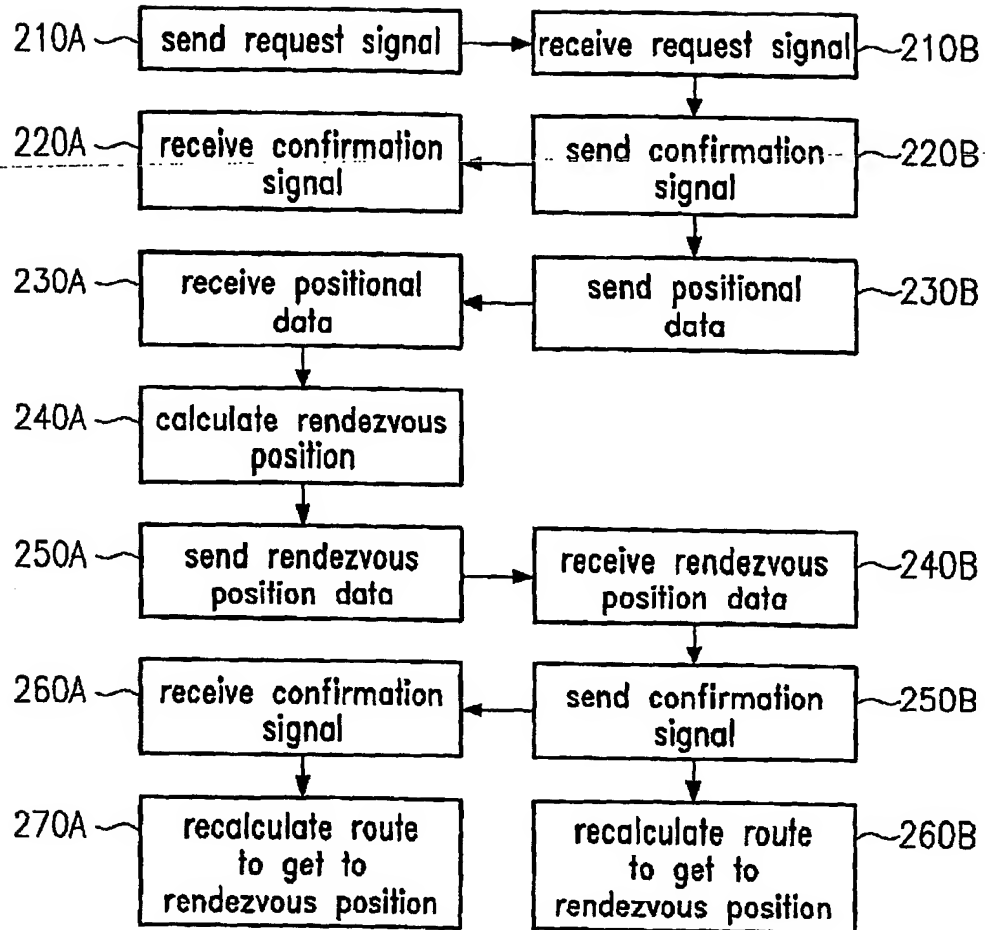 210A
send request signal
receive request signal
210B
220A
receive confirmation
signal
send confirmation
signal
220B
230A
receive positional
data
send positional
data
230B
240A
calculate rendezvous
position
250A
send rendezvous
position data
receive rendezvous
position data
240B
260A
receive confirmation
signal
send confirmation
signal
250B
270A
recalculate route
to get to
rendezvous position
recalculate route
to get to
rendezvous position
260B